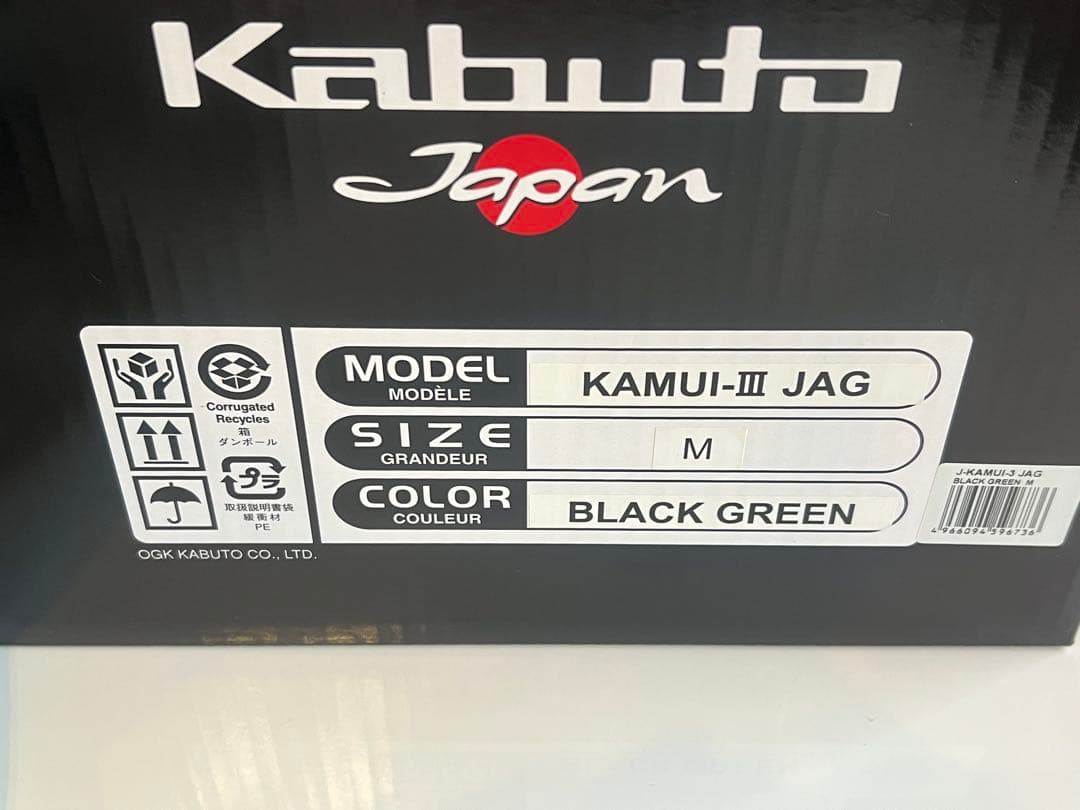 Kabuto
Japan
Corrugated
Recycles
箱
ダンボール
プラ
取扱説明書袋
緩衝材
PE
MODEL
MODÈLE
KAMUI-Ⅲ JAG
SIZE
GRANDEUR
M
COLOR
COULEUR
BLACK GREEN
J-KAMUI-3 JAG
BLACK GREEN M
4966094596736
OGK KABUTO CO., LTD.